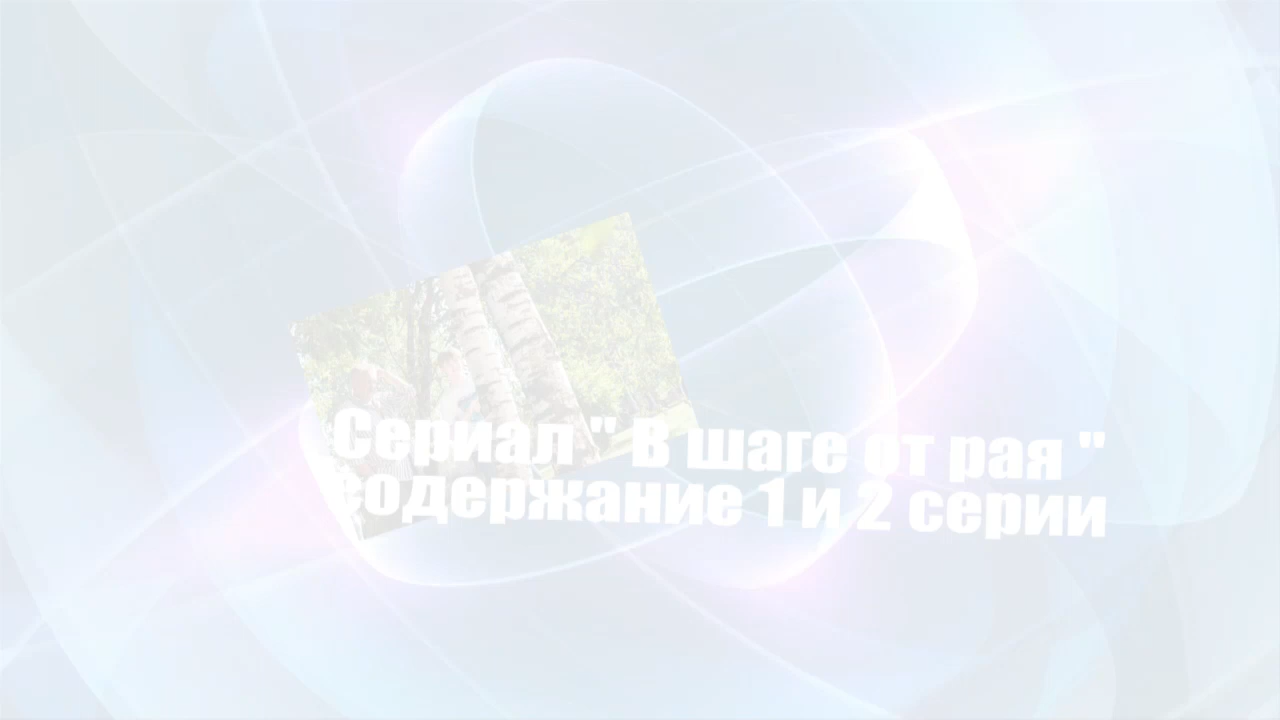 Сериал " В шаге от рая "
содержание 1 и 2 серии